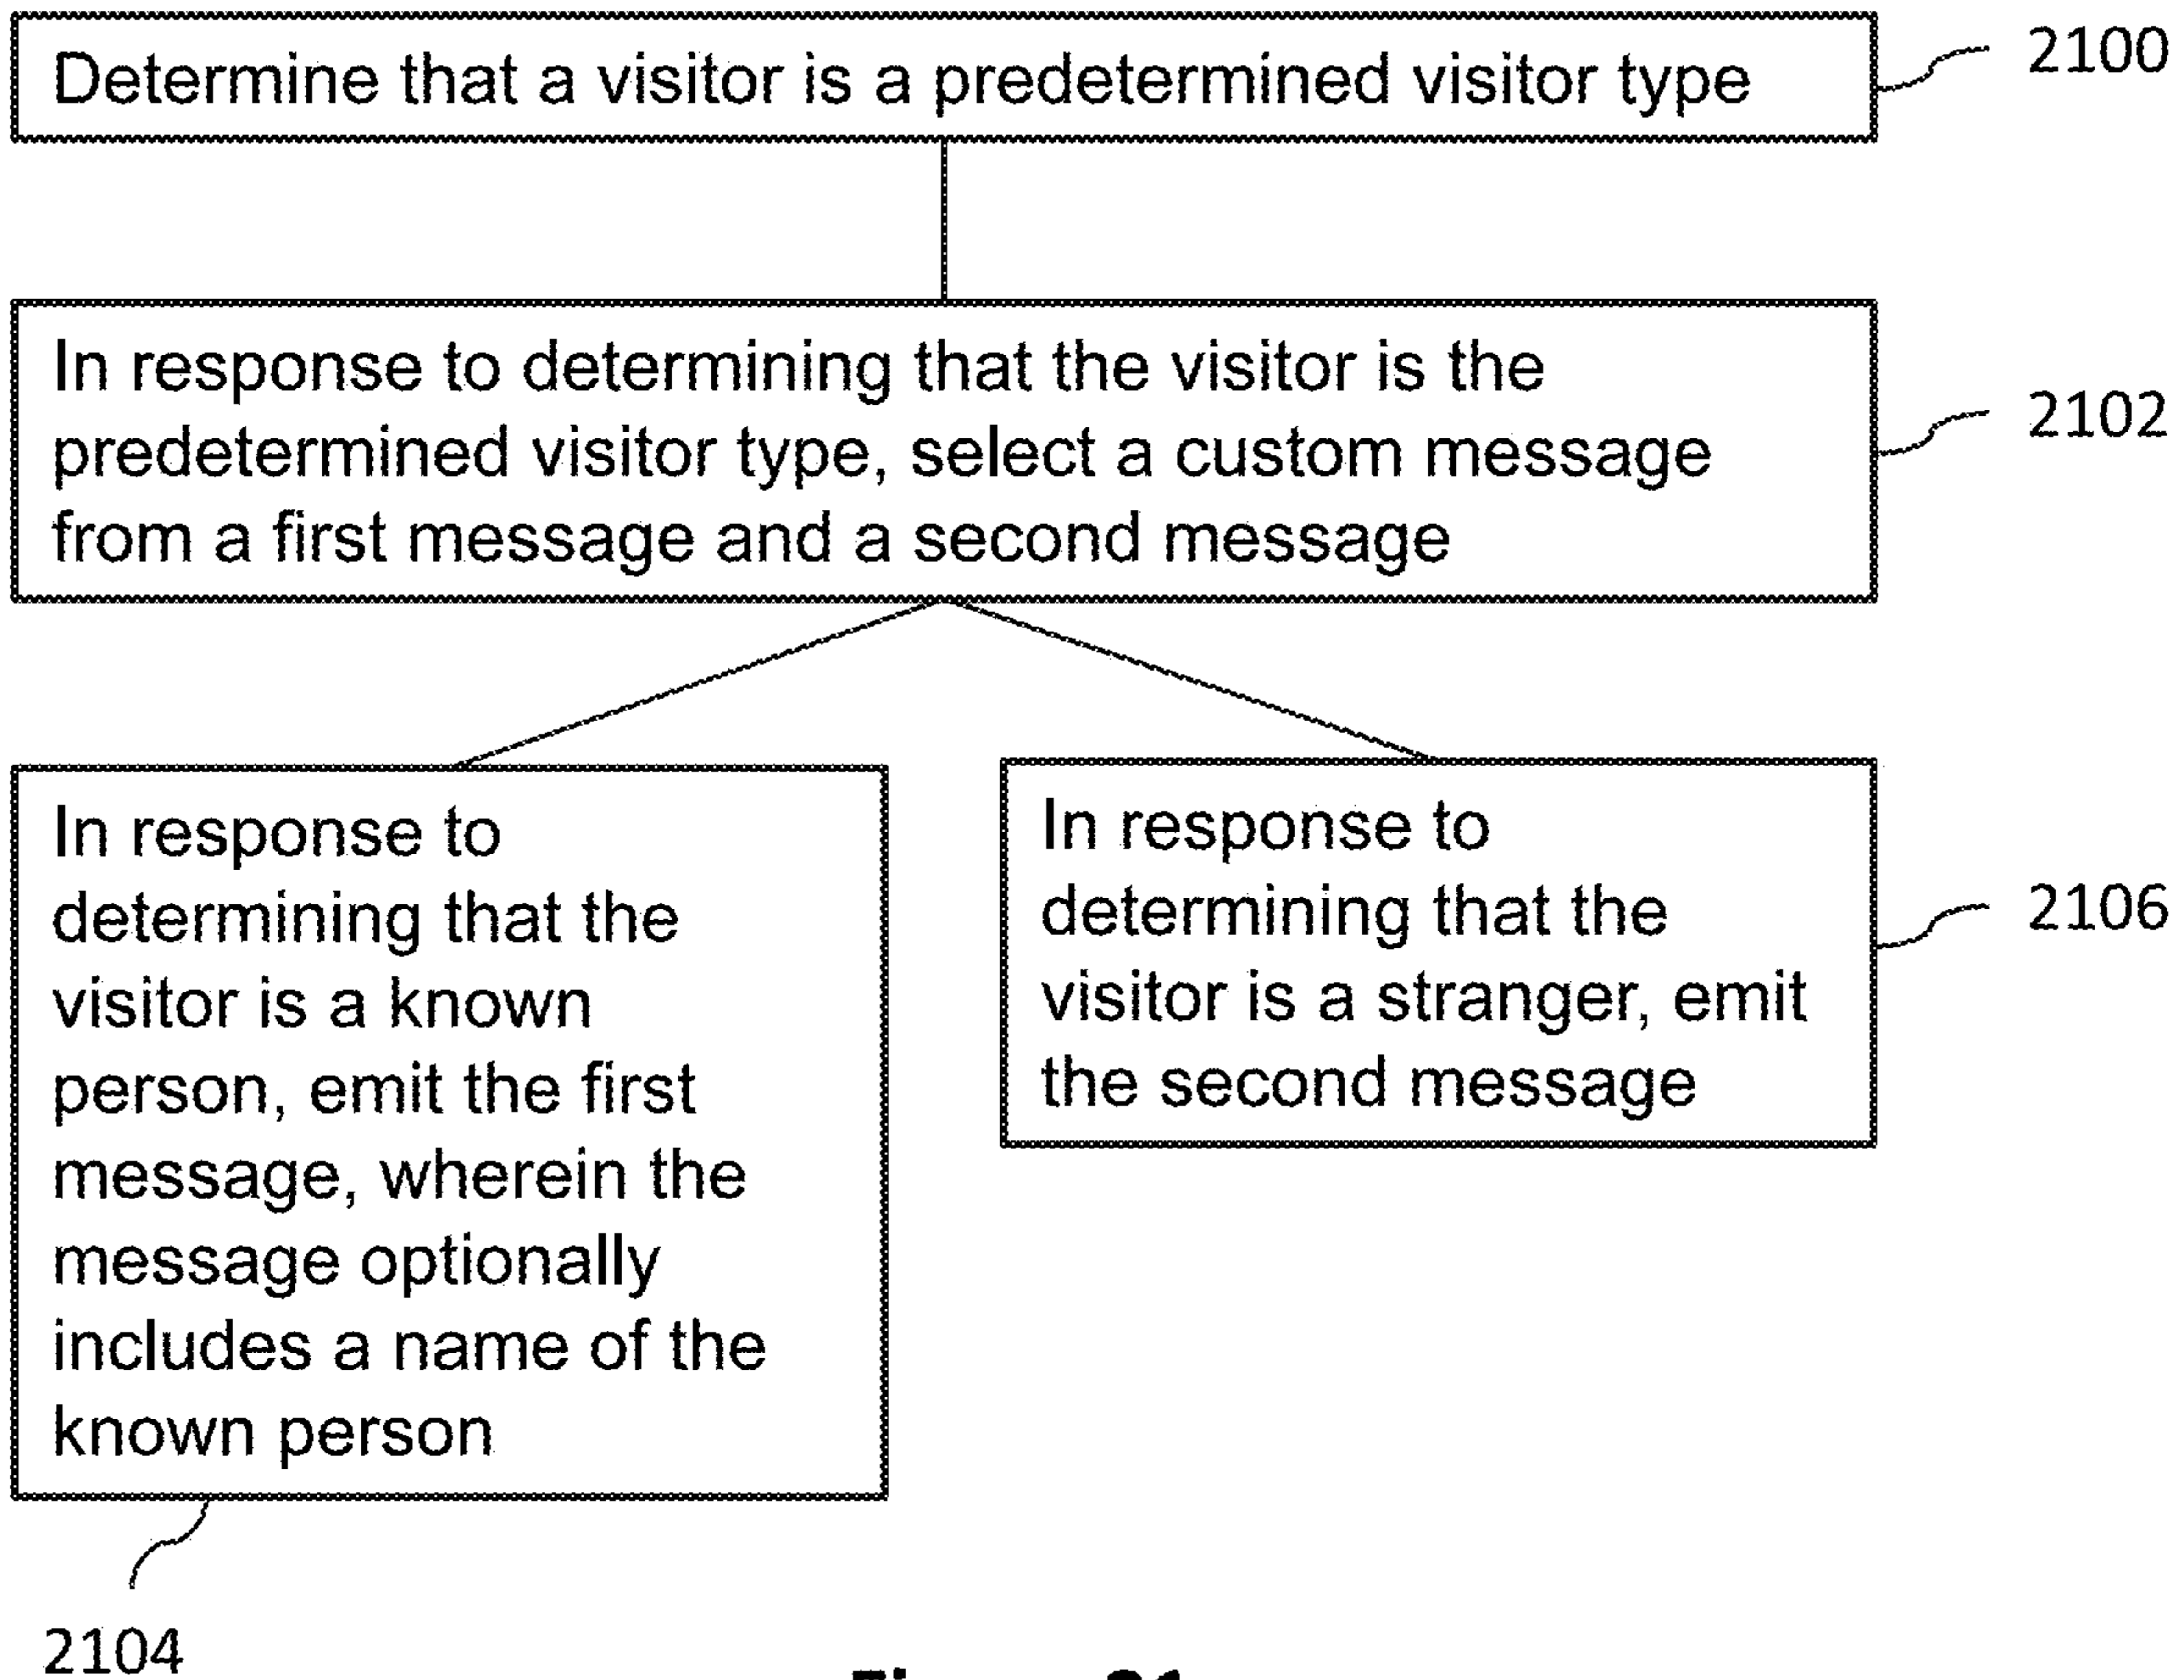 Determine that a visitor is a predetermined visitor type
2100
In response to determining that the visitor is the
predetermined visitor type, select a custom message
from a first message and a second message
2102
In response to
determining that the
visitor is a known
person, emit the first
message, wherein the
message optionally
includes a name of the
known person
2104
In response to
determining that the
visitor is a stranger, emit
the second message
2106